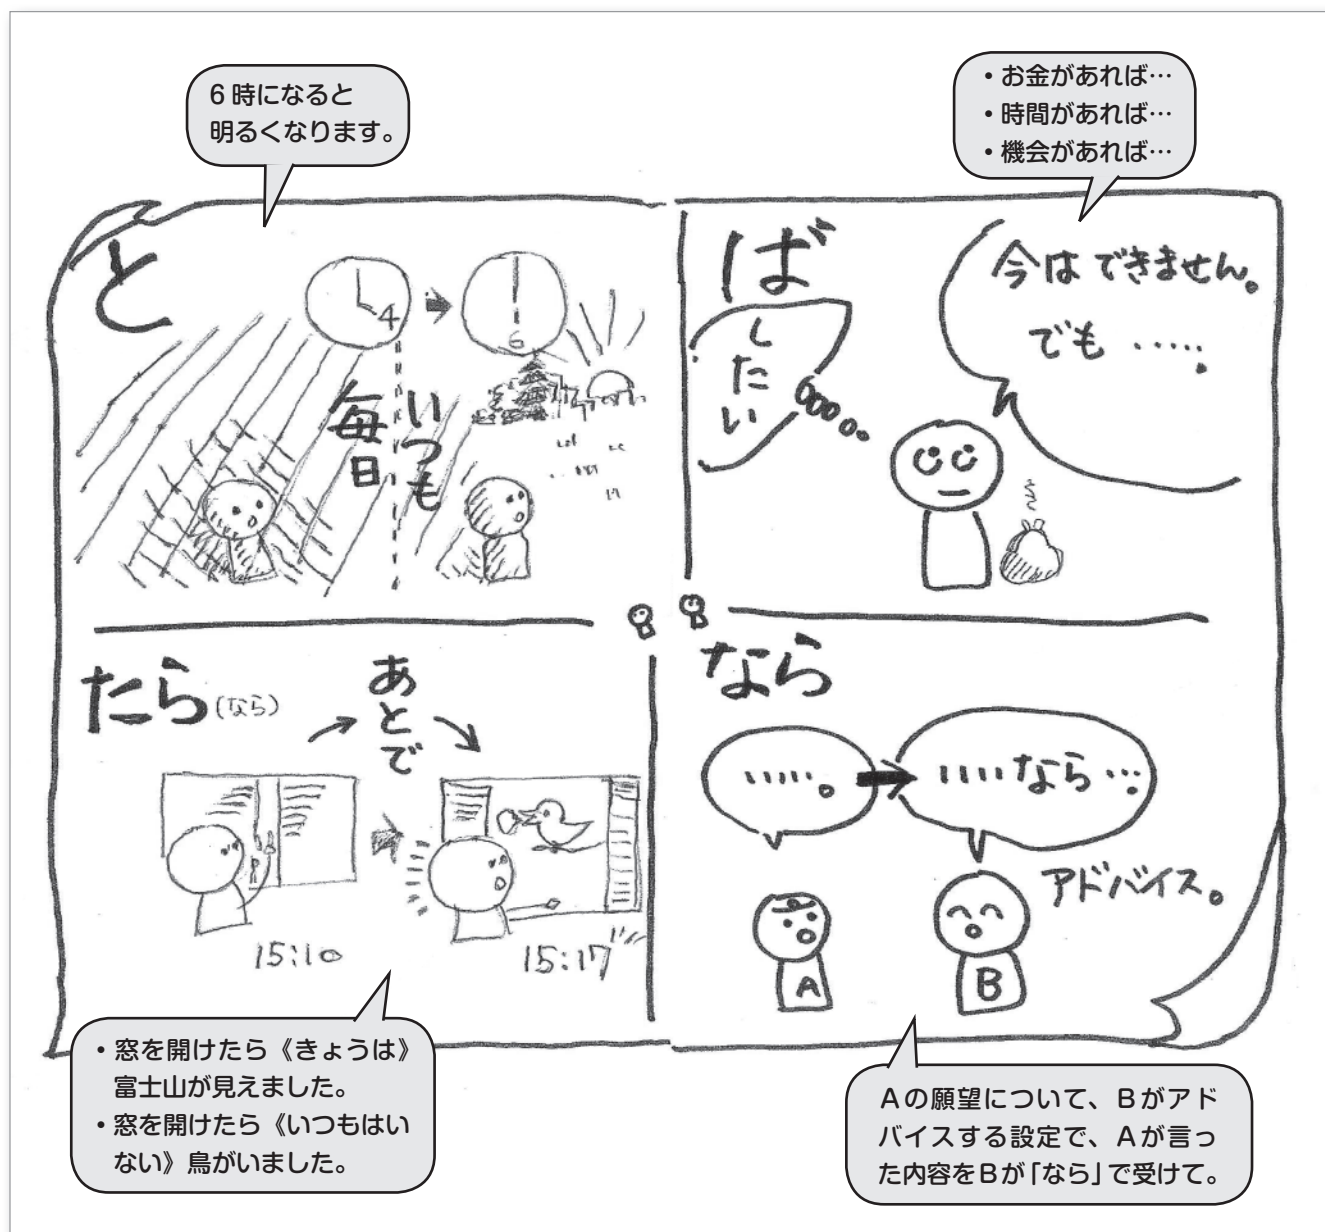 6時になると
明るくなります。
・お金があれば…
・時間があれば…
・機会があれば…
と
4
6
いつも
毎日
ば
したい
今はできません。
でも ‥‥‥
たら(なら)
あとで
15:10
15:17
なら
‥‥‥。
‥‥なら…。
アドバイス。
A
B
・窓を開けたら《きょうは》
富士山が見えました。
・窓を開けたら《いつもはい
ない》鳥がいました。
Aの願望について、Bがアド
バイスする設定で、Aが言っ
た内容をBが「なら」で受けて。